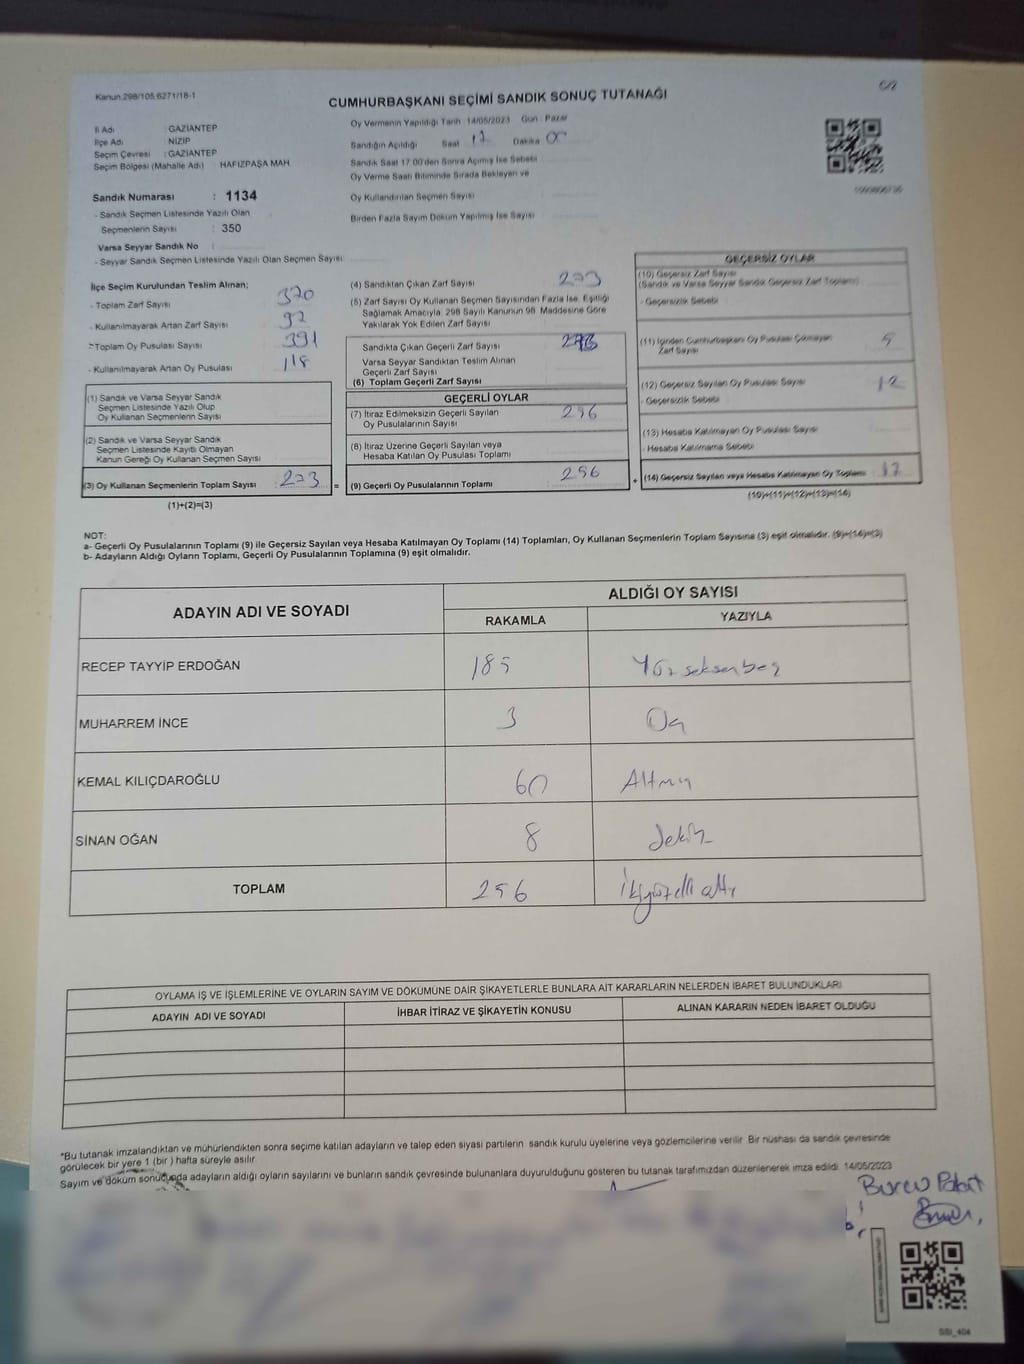 Kanun.298/105.6271/18-1
CUMHURBAŞKANI SEÇİMİ SANDIK SONUÇ TUTANAĞI
İl Adı : GAZİANTEP
İlçe Adı : NİZİP
Seçim Çevresi : GAZİANTEP
Seçim Bölgesi (Mahalle Adı) : HAFIZPAŞA MAH.
Oy Vermenin Yapıldığı Tarih : 14/05/2023 Gün : Pazar
Sandığın Açıldığı Saat 17 Dakika 00
Sandık Saat 17.00'den Sonra Açılmış İse Sebebi
Oy Verme Saati Bitiminde Sırada Bekleyen ve
Oy Kullandırılan Seçmen Sayısı
Birden Fazla Sayım Döküm Yapılmış İse Sayısı
Sandık Numarası : 1134
- Sandık Seçmen Listesinde Yazılı Olan
Seçmenlerin Sayısı : 350
Varsa Seyyar Sandık No :
- Seyyar Sandık Seçmen Listesinde Yazılı Olan Seçmen Sayısı:
İlçe Seçim Kurulundan Teslim Alınan;
- Toplam Zarf Sayısı : 370
- Kullanılmayarak Artan Zarf Sayısı : 92
- Toplam Oy Pusulası Sayısı : 391
- Kullanılmayarak Artan Oy Pusulası : 118
(1) Sandık ve Varsa Seyyar Sandık
Seçmen Listesinde Yazılı Olup
Oy Kullanan Seçmenlerin Sayısı
(2) Sandık ve Varsa Seyyar Sandık
Seçmen Listesinde Kayıtlı Olmayan
Kanun Gereği Oy Kullanan Seçmen Sayısı
(3) Oy Kullanan Seçmenlerin Toplam Sayısı : 273 =
(1)+(2)=(3)
(4) Sandıktan Çıkan Zarf Sayısı 273
(5) Zarf Sayısı Oy Kullanan Seçmen Sayısından Fazla İse, Eşitliği
Sağlamak Amacıyla, 298 Sayılı Kanunun 98. Maddesine Göre
Yakılarak Yok Edilen Zarf Sayısı
Sandıkta Çıkan Geçerli Zarf Sayısı 273
Varsa Seyyar Sandıktan Teslim Alınan
Geçerli Zarf Sayısı
(6) Toplam Geçerli Zarf Sayısı
GEÇERLİ OYLAR
(7) İtiraz Edilmeksizin Geçerli Sayılan
Oy Pusulasının Sayısı : 256
(8) İtiraz Üzerine Geçerli Sayılan veya
Hesaba Katılan Oy Pusulası Toplamı :
(9) Geçerli Oy Pusulalarının Toplamı : 256 +
GEÇERSİZ OYLAR
(10) Geçersiz Zarf Sayısı
(Sandık ve Varsa Seyyar Sandık Geçersiz Zarf Toplamı)
- Geçersizlik Sebebi
(11) İçinden Cumhurbaşkanı Oy Pusulası Çıkmayan
Zarf Sayısı 5
(12) Geçersiz Sayılan Oy Pusulası Sayısı 12
- Geçersizlik Sebebi
(13) Hesaba Katılmayan Oy Pusulası Sayısı
- Hesaba Katılmama Sebebi
(14) Geçersiz Sayılan veya Hesaba Katılmayan Oy Toplamı 17
(10)+(11)+(12)+(13)=(14)
NOT:
a- Geçerli Oy Pusulalarının Toplamı (9) ile Geçersiz Sayılan veya Hesaba Katılmayan Oy Toplamı (14) Toplamları, Oy Kullanan Seçmenlerin Toplam Sayısına (3) eşit olmalıdır. (9)+(14)=(3)
b- Adayların Aldığı Oyların Toplamı, Geçerli Oy Pusulalarının Toplamına (9) eşit olmalıdır.
ADAYIN ADI VE SOYADI
ALDIĞI OY SAYISI
RAKAMLA YAZIYLA
RECEP TAYYİP ERDOĞAN 185 Yüzseksenbeş
MUHARREM İNCE 3 Üç
KEMAL KILIÇDAROĞLU 60 Altmış
SİNAN OĞAN 8 Sekiz
TOPLAM 256 İkiyüzelli altı
OYLAMA İŞ VE İŞLEMLERİNE VE OYLARIN SAYIM VE DÖKÜMÜNE DAİR ŞİKAYETLERLE BUNLARA AİT KARARLARIN NELERDEN İBARET BULUNDUKLARI
ADAYIN ADI VE SOYADI İHBAR İTİRAZ VE ŞİKAYETİN KONUSU ALINAN KARARIN NEDEN İBARET OLDUĞU
*Bu tutanak imzalandıktan ve mühürlendikten sonra seçime katılan adayların ve talep eden siyasi partilerin sandık kurulu üyelerine veya gözlemcilerine verilir. Bir nüshası da sandık çevresinde
görülecek bir yere 1 (bir) hafta süreyle asılır.
Sayım ve döküm sonucunda adayların aldığı oyların sayılarını ve bunların sandık çevresinde bulunanlara duyurulduğunu gösteren bu tutanak tarafımızdan düzenlenerek imza edildi. 14/05/2023
Burcu Polat
SSI_404